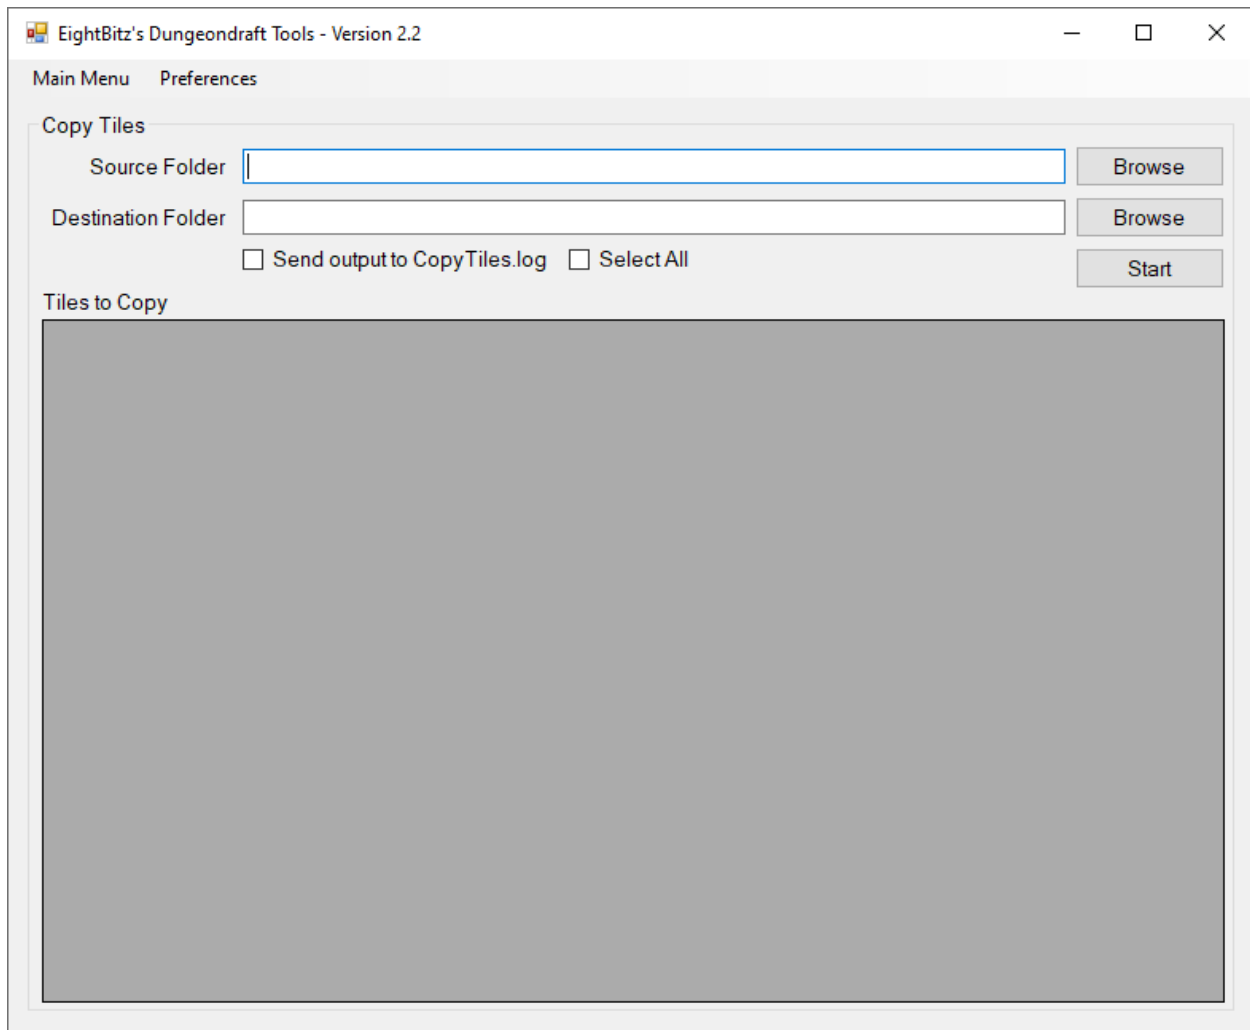 EightBitz's Dungeondraft Tools - Version 2.2
Main Menu Preferences
Copy Tiles
Source Folder Browse
Destination Folder Browse
Send output to CopyTiles.log Select All Start
Tiles to Copy